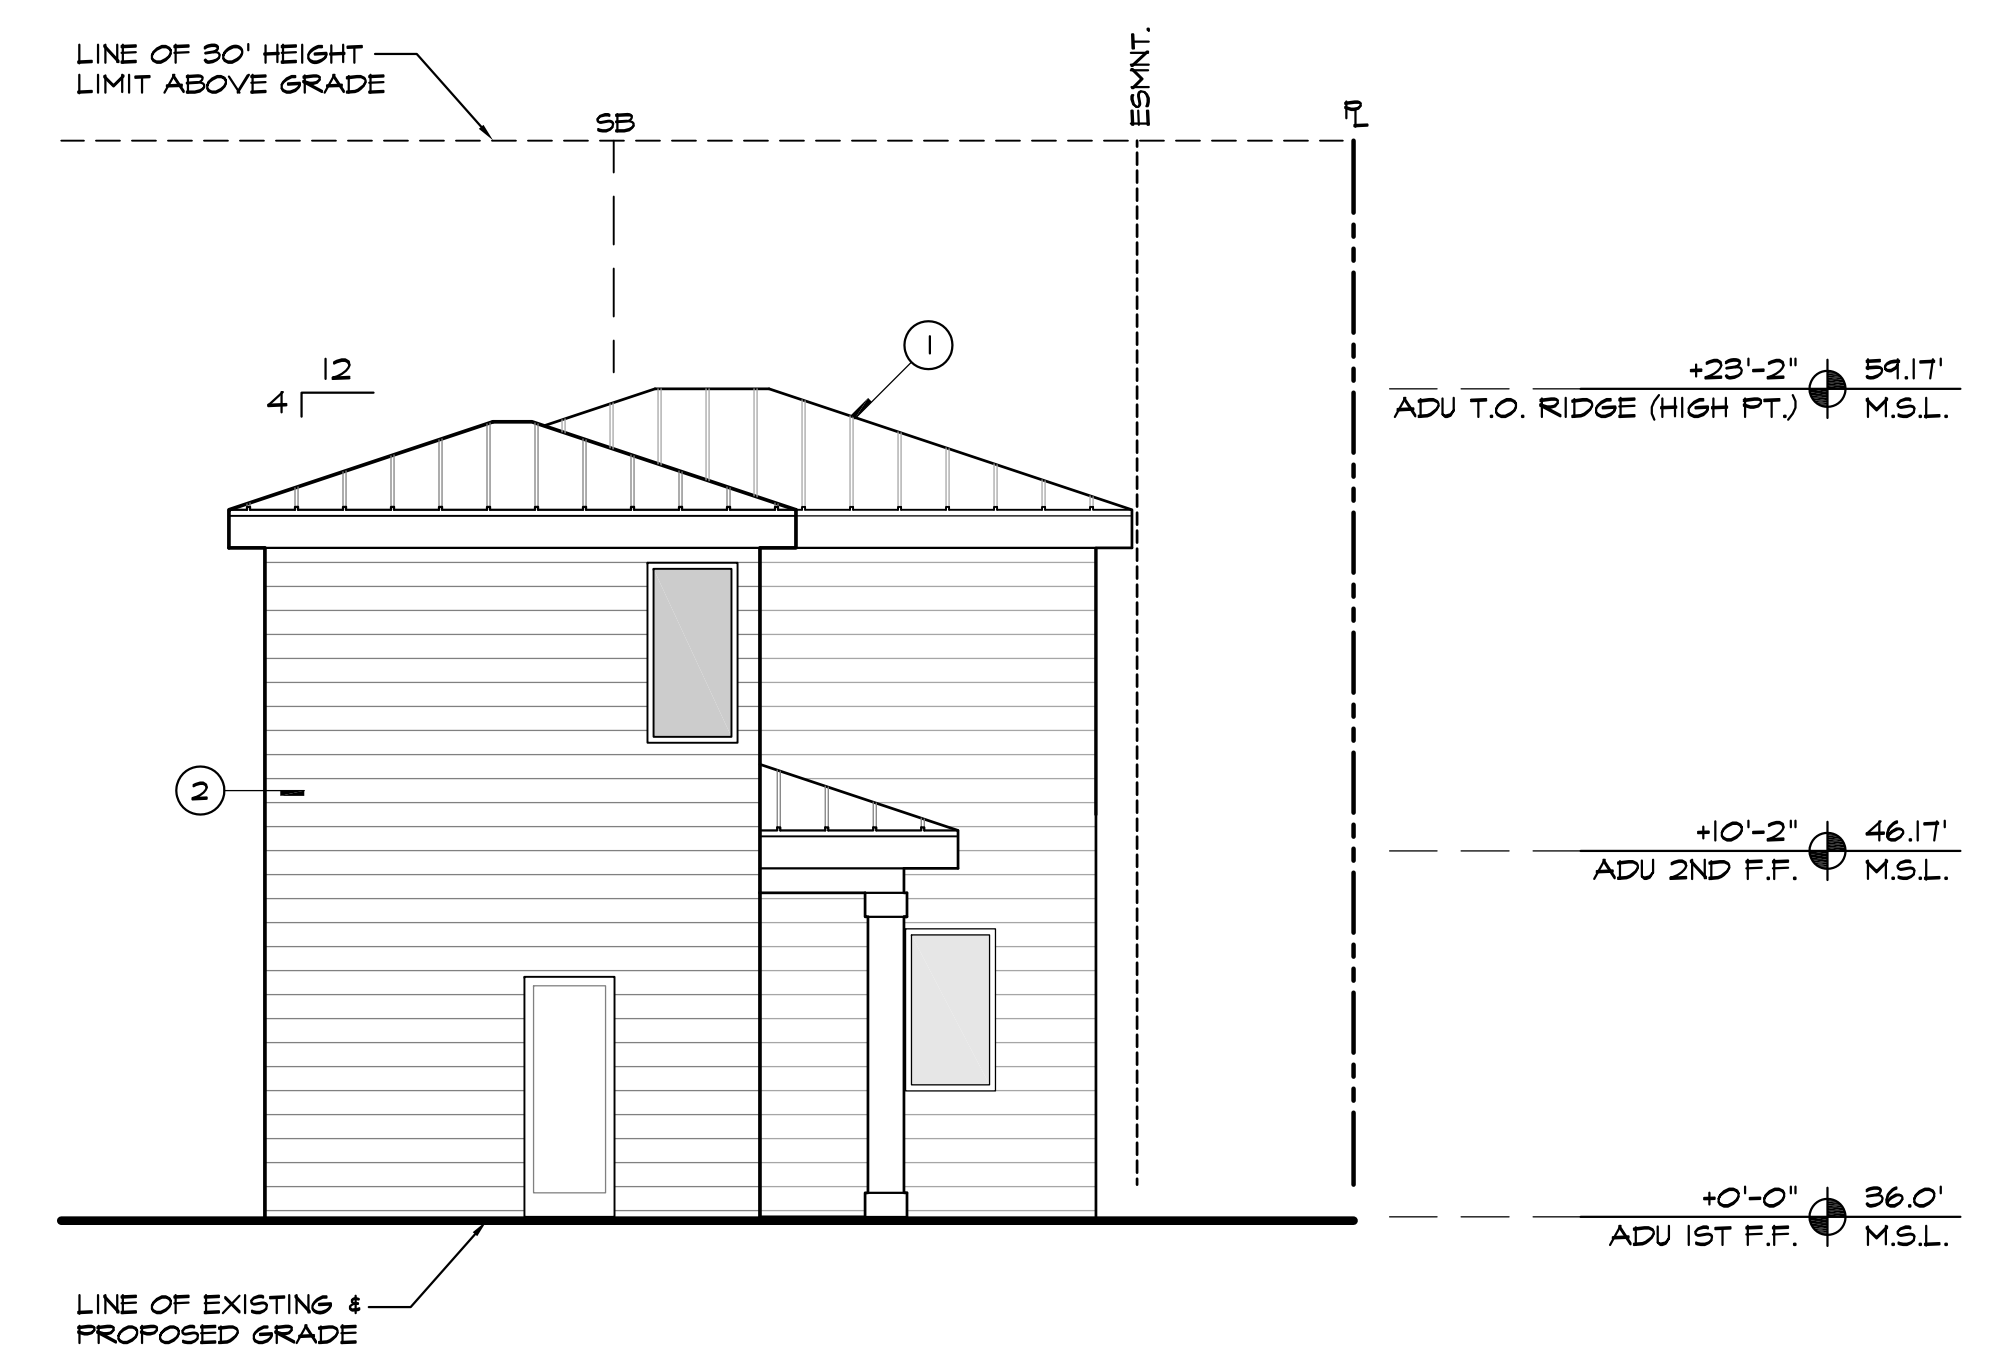 LINE OF 30' HEIGHT
LIMIT ABOVE GRADE
SB
ESMNT.
PL
1
12
4
+23'-2" 59.17'
ADU T.O. RIDGE (HIGH PT.) M.S.L.
2
+10'-2" 46.17'
ADU 2ND F.F. M.S.L.
+0'-0" 36.0'
ADU 1ST F.F. M.S.L.
LINE OF EXISTING &
PROPOSED GRADE